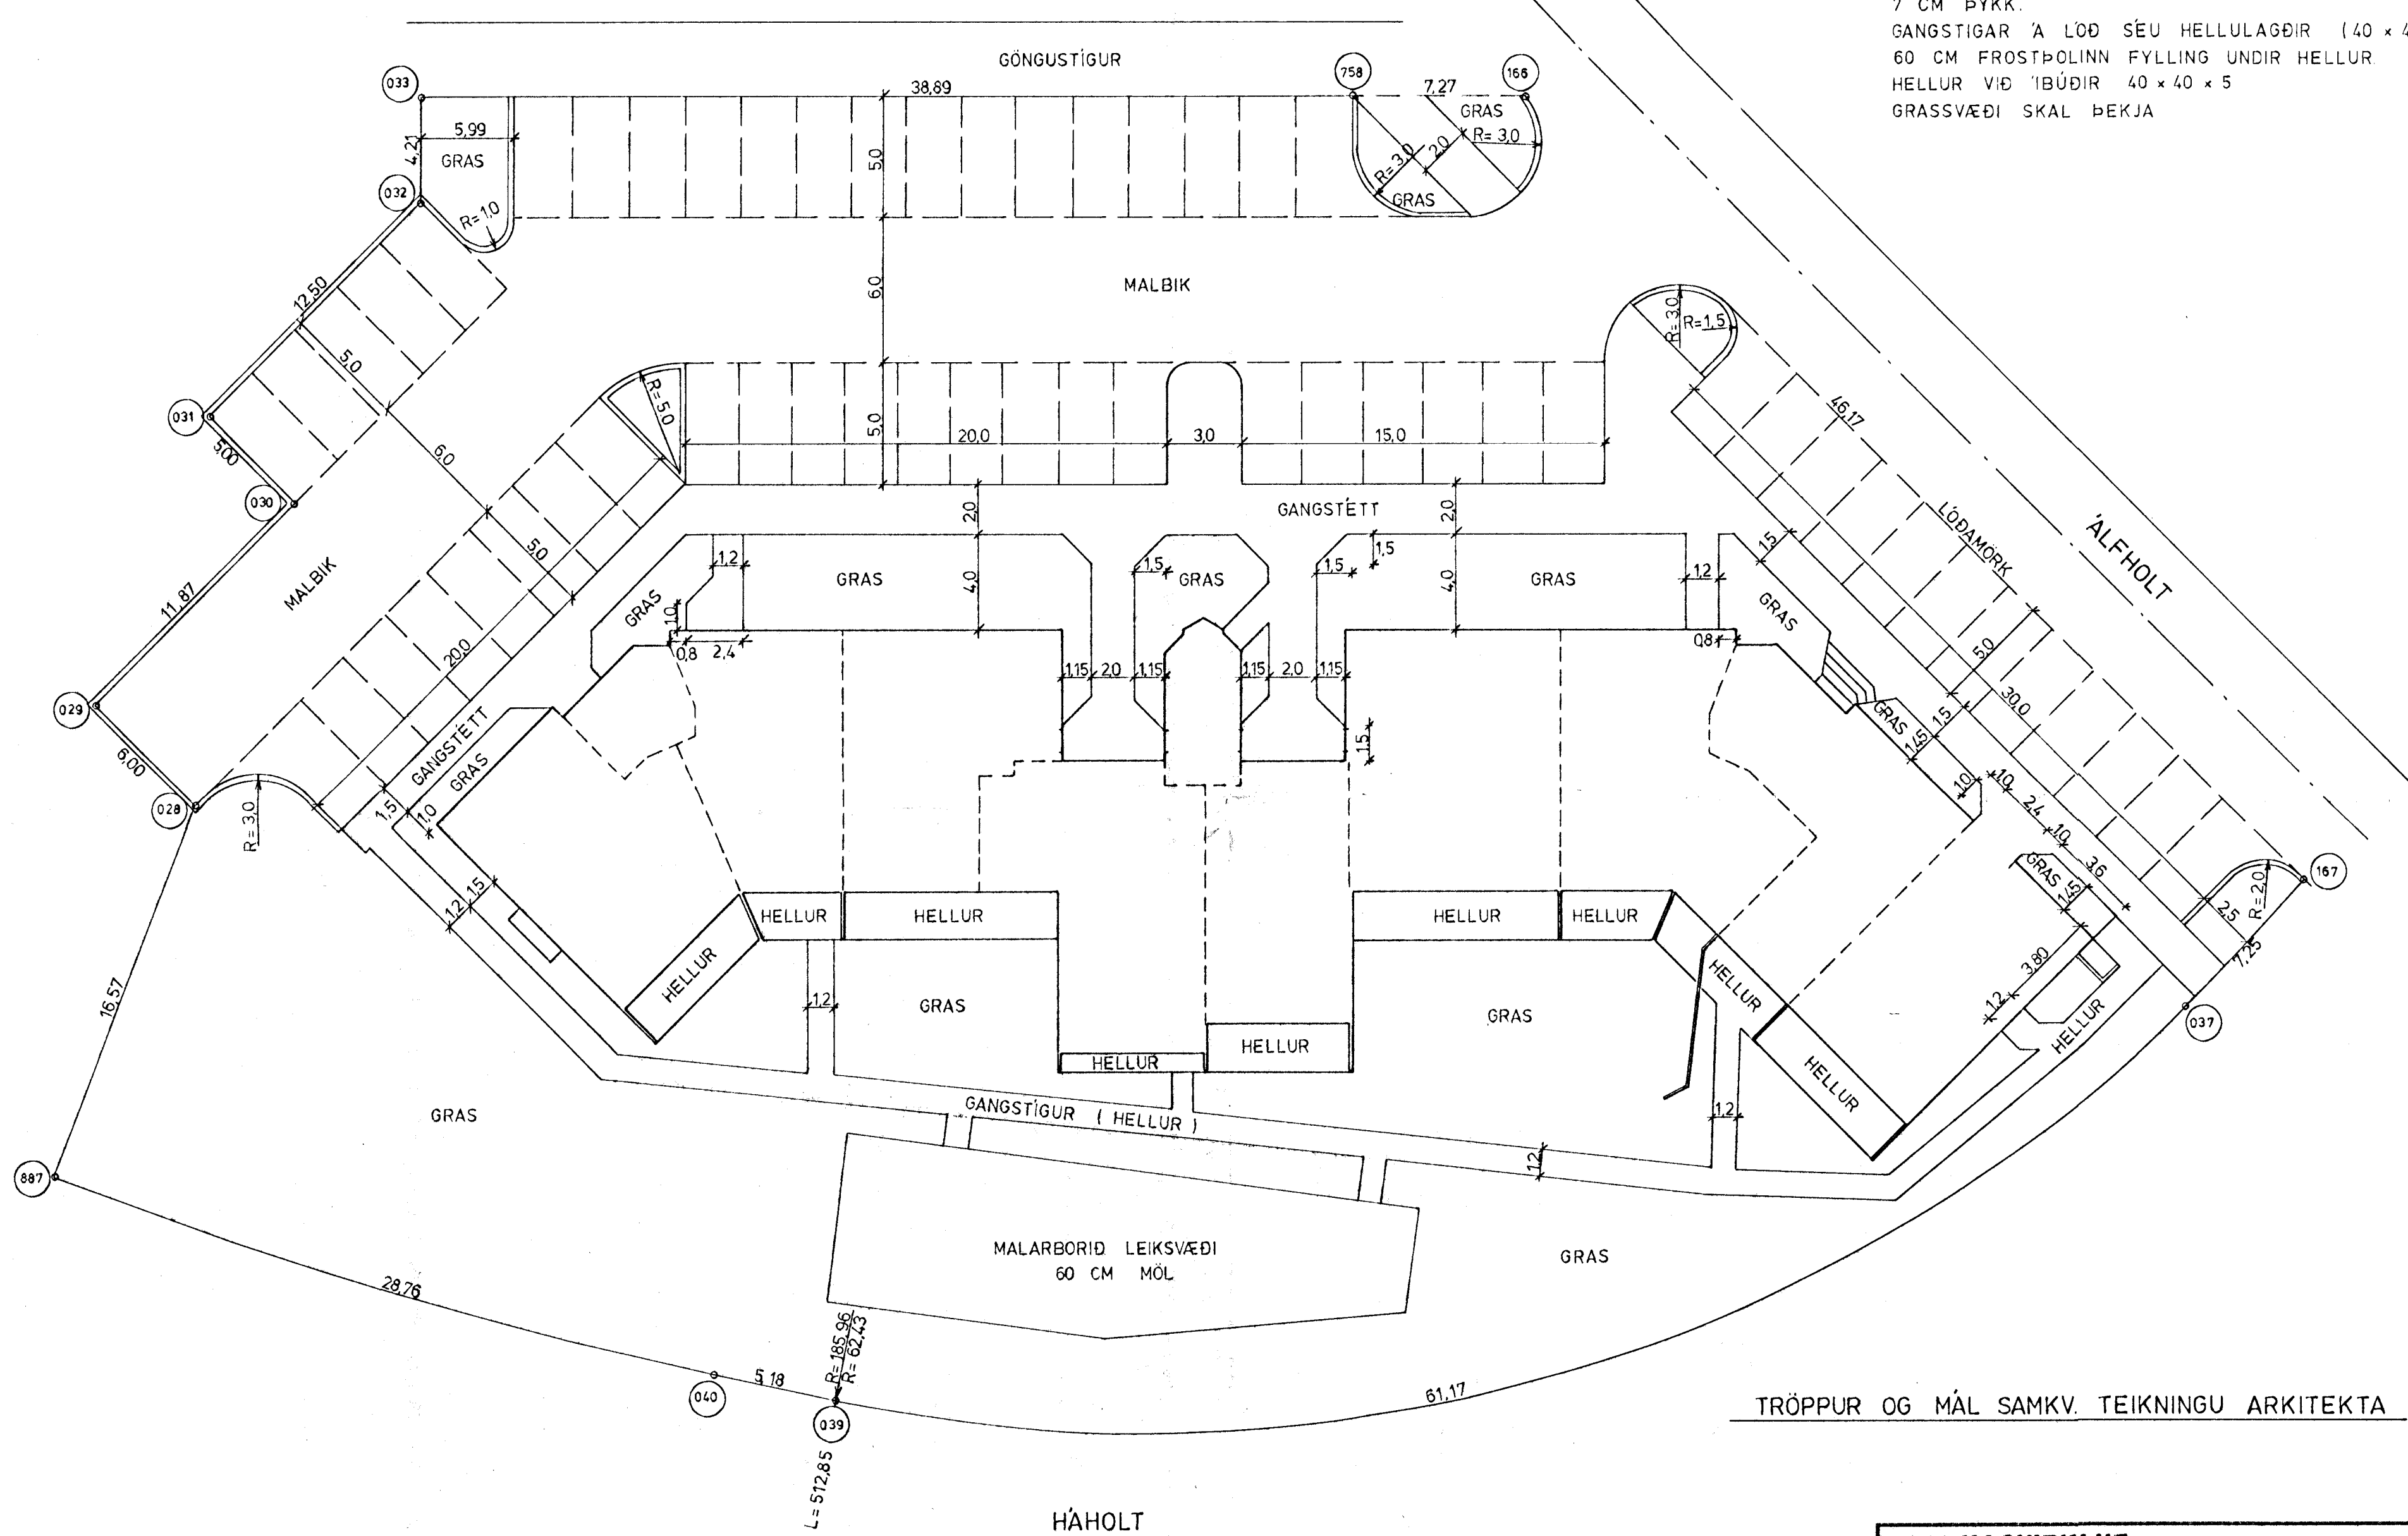 7 CM ÞYKK.
GANGSTIGAR Á LÓÐ SÉU HELLULAGÐIR (40 × 4
60 CM FROSTÞOLINN FYLLING UNDIR HELLUR.
HELLUR VIÐ ÍBÚÐIR 40 × 40 × 5
GRASSVÆÐI SKAL ÞEKJA
GÖNGUSTÍGUR
033
38,89
758
7,27
166
5,99
4,21
GRAS
5,0
GRAS
R= 3,0
2,0
R= 3,0
GRAS
032
R= 1,0
12,50
6,0
MALBIK
R= 3,0
R= 1,5
5,0
031
5,00
6,0
R= 5,0
5,0
20,0
3,0
15,0
46,17
030
MALBIK
11,87
5,0
20,0
2,0
GANGSTÉTT
2,0
1,5
LÓÐAMÖRK
ÁLFHOLT
1,2
GRAS
1,0
GRAS
4,0
1,5
GRAS
1,5
1,5
4,0
GRAS
1,2
GRAS
0,8
2,4
0,8
1,15
2,0
1,15
1,15
2,0
1,15
5,0
30,0
029
6,00
028
R= 3,0
GANGSTÉTT
GRAS
1,5
GRAS
1,5
1,45
1,0
1,0
2,4
1,0
3,6
1,5
1,0
1,5
1,2
GRAS
1,45
R= 2,0
2,5
7,25
167
HELLUR
HELLUR
HELLUR
HELLUR
HELLUR
HELLUR
HELLUR
3,80
1,2
HELLUR
037
16,57
1,2
GRAS
HELLUR
HELLUR
GRAS
HELLUR
1,2
GRAS
GANGSTÍGUR ( HELLUR )
1,2
887
MALARBORIÐ LEIKSVÆÐI
60 CM MÖL
GRAS
28,76
R= 185,96
R= 62,43
040
5,18
039
61,17
L= 512,85
TRÖPPUR OG MÁL SAMKV. TEIKNINGU ARKITEKTA
HÁHOLT